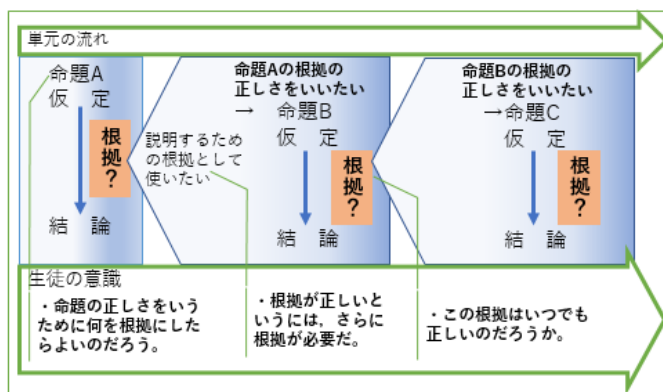 単元の流れ
命題A
仮　定
根拠？
結　論
説明するため
の根拠として
使いたい
命題Aの根拠の
正しさをいいたい
→　命題B
仮　定
根拠？
結　論
命題Bの根拠の
正しさをいいたい
→命題C
仮　定
根拠？
結　論
生徒の意識
・命題の正しさをいう
ために何を根拠にした
らよいのだろう。
・根拠が正しいと
いうには，さらに
根拠が必要だ。
・この根拠はいつでも
正しいのだろうか。